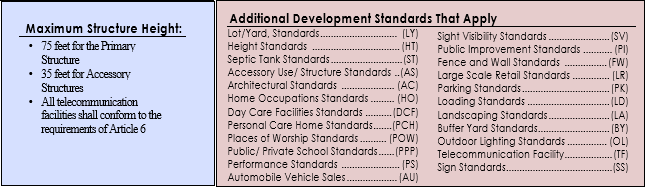 Maximum Structure Height:
• 75 feet for the Primary
Structure
• 35 feet for Accessory
Structures
• All telecommunication
facilities shall conform to the
requirements of Article 6
Additional Development Standards That Apply
Lot/Yard, Standards........................ (LY)
Height Standards .......................... (HT)
Septic Tank Standards................... (ST)
Accessory Use/ Structure Standards ..(AS)
Architectural Standards ................ (AC)
Home Occupations Standards ....... (HO)
Day Care Facilities Standards .......(DCF)
Personal Care Home Standards.....(PCH)
Places of Worship Standards ........ (POW)
Public/ Private School Standards.....(PPP)
Performance Standards ................ (PS)
Automobile Vehicle Sales............... (AU)
Sight Visibility Standards ............... (SV)
Public Improvement Standards ........ (PI)
Fence and Wall Standards ............ (FW)
Large Scale Retail Standards ......... (LR)
Parking Standards......................... (PK)
Loading Standards ....................... (LD)
Landscaping Standards................. (LA)
Buffer Yard Standards................... (BY)
Outdoor Lighting Standards .......... (OL)
Telecommunication Facility............(TF)
Sign Standards............................. (SS)